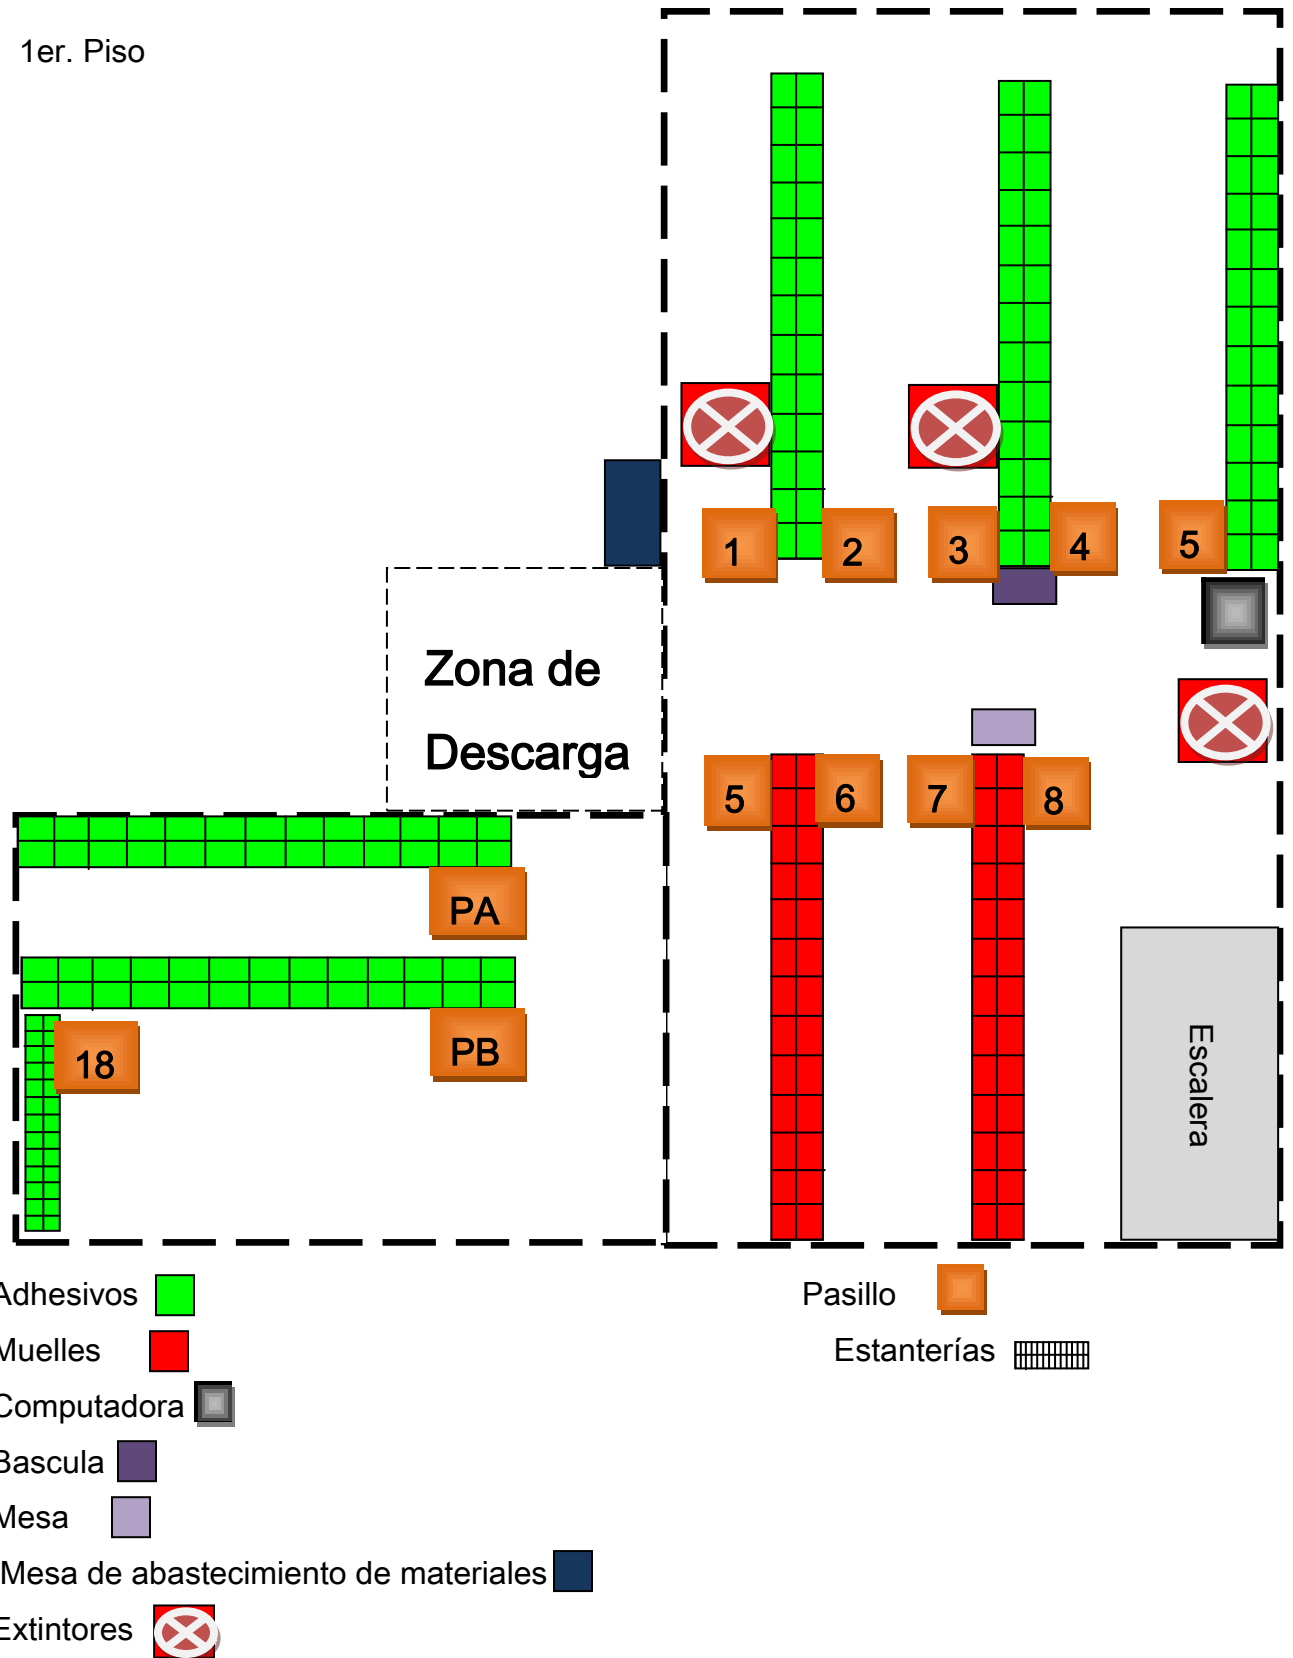 1er. Piso
1
2
3
4
5
Zona de
Descarga
5
6
7
8
PA
PB
18
Escalera
Adhesivos
Pasillo
Muelles
Estanterías
Computadora
Bascula
Mesa
Mesa de abastecimiento de materiales
Extintores